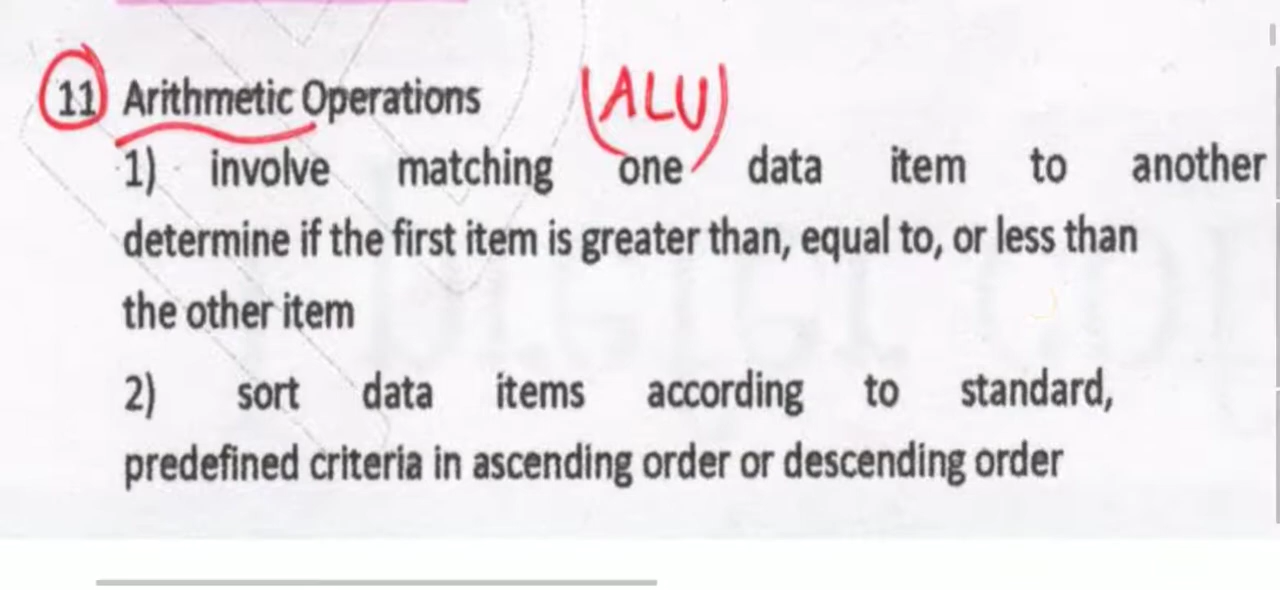 11 Arithmetic Operations (ALU)
1) involve matching one data item to another
determine if the first item is greater than, equal to, or less than
the other item
2) sort data items according to standard,
predefined criteria in ascending order or descending order